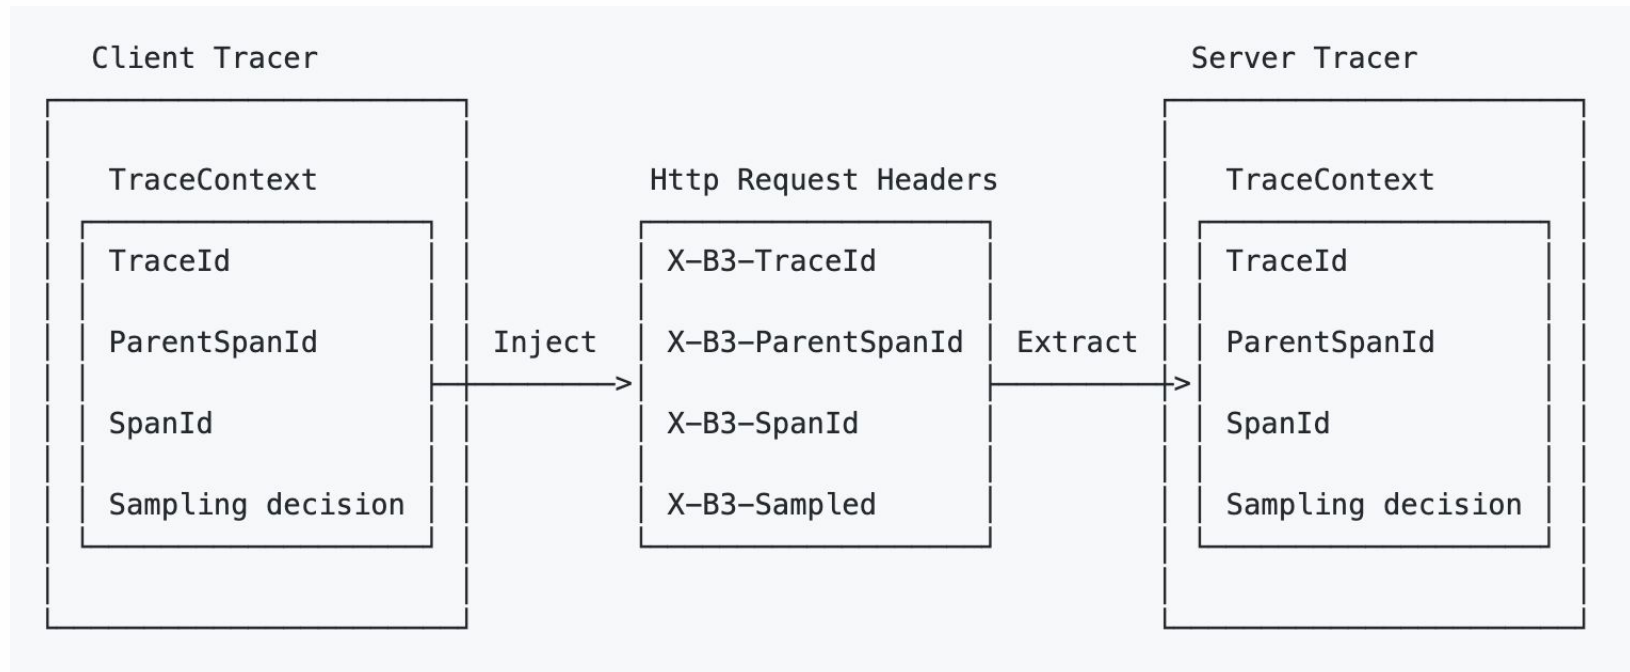 Client Tracer
Server Tracer
TraceContext
Http Request Headers
TraceContext
TraceId
X-B3-TraceId
TraceId
ParentSpanId
Inject
X-B3-ParentSpanId
Extract
ParentSpanId
SpanId
X-B3-SpanId
SpanId
Sampling decision
X-B3-Sampled
Sampling decision